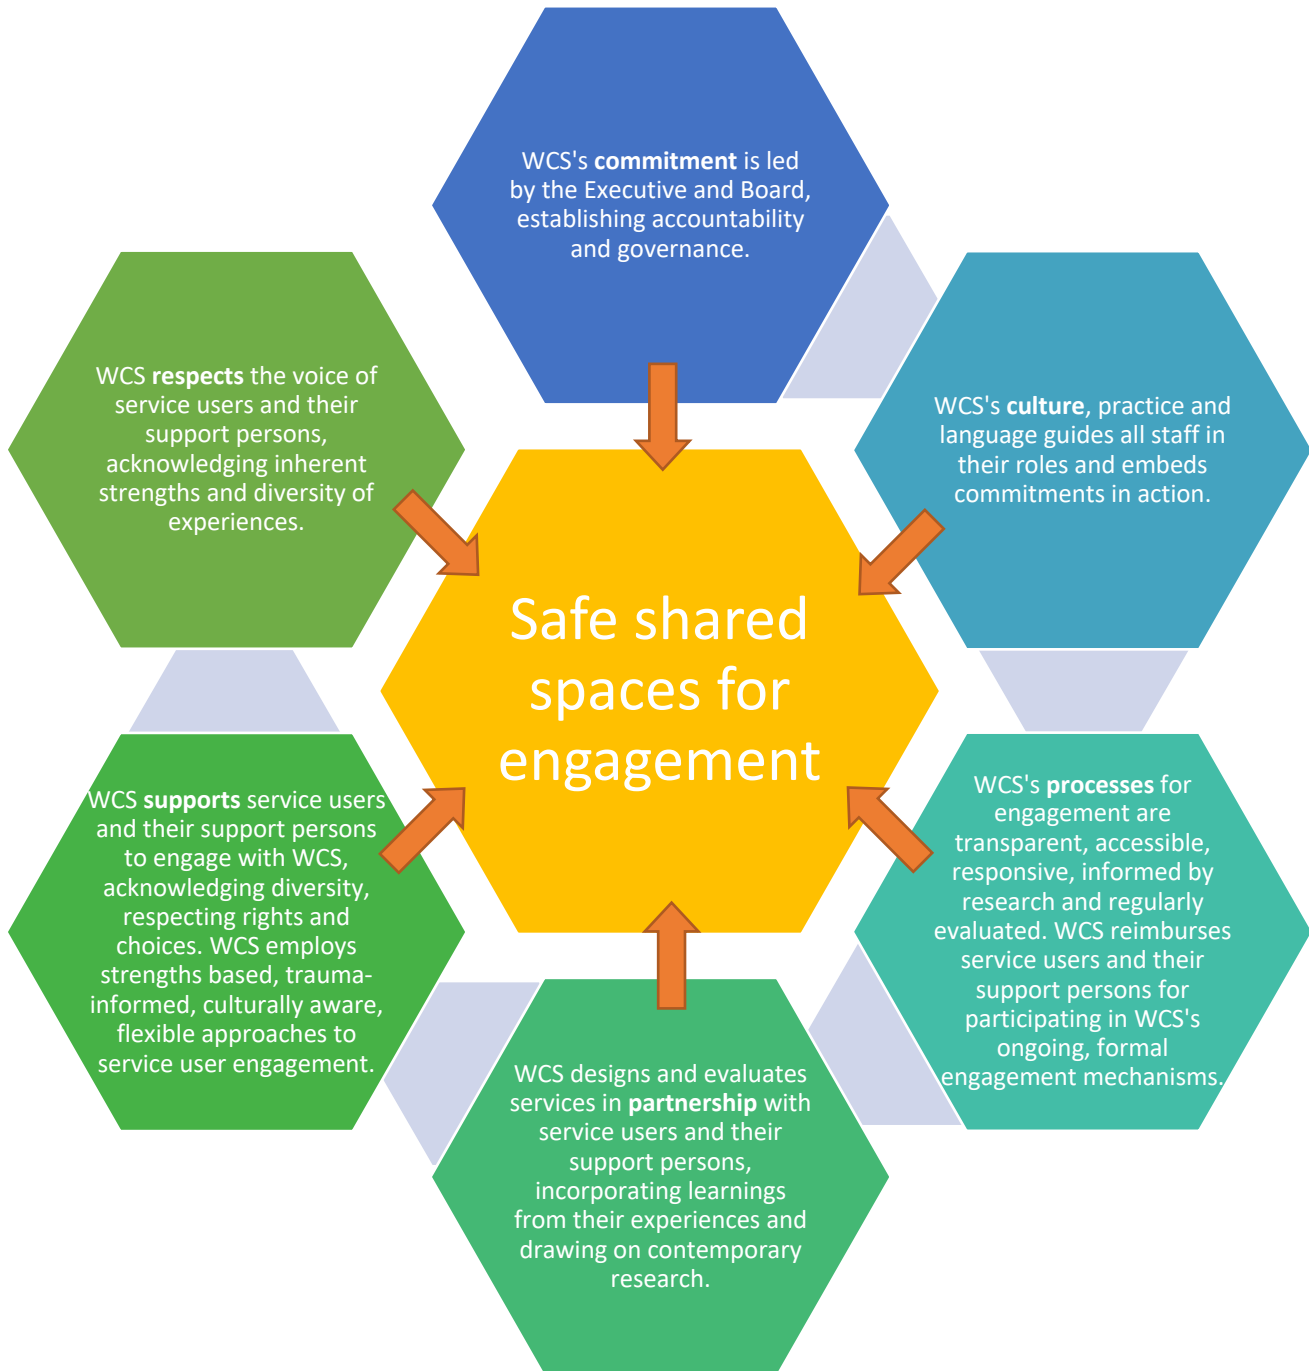 WCS's commitment is led
by the Executive and Board,
establishing accountability
and governance.
WCS's culture, practice and
language guides all staff in
their roles and embeds
commitments in action.
WCS's processes for
engagement are
transparent, accessible,
responsive, informed by
research and regularly
evaluated. WCS reimburses
service users and their
support persons for
participating in WCS's
ongoing, formal
engagement mechanisms.
WCS designs and evaluates
services in partnership with
service users and their
support persons,
incorporating learnings
from their experiences and
drawing on contemporary
research.
WCS supports service users
and their support persons
to engage with WCS,
acknowledging diversity,
respecting rights and
choices. WCS employs
strengths based, trauma-
informed, culturally aware,
flexible approaches to
service user engagement.
WCS respects the voice of
service users and their
support persons,
acknowledging inherent
strengths and diversity of
experiences.
Safe shared
spaces for
engagement